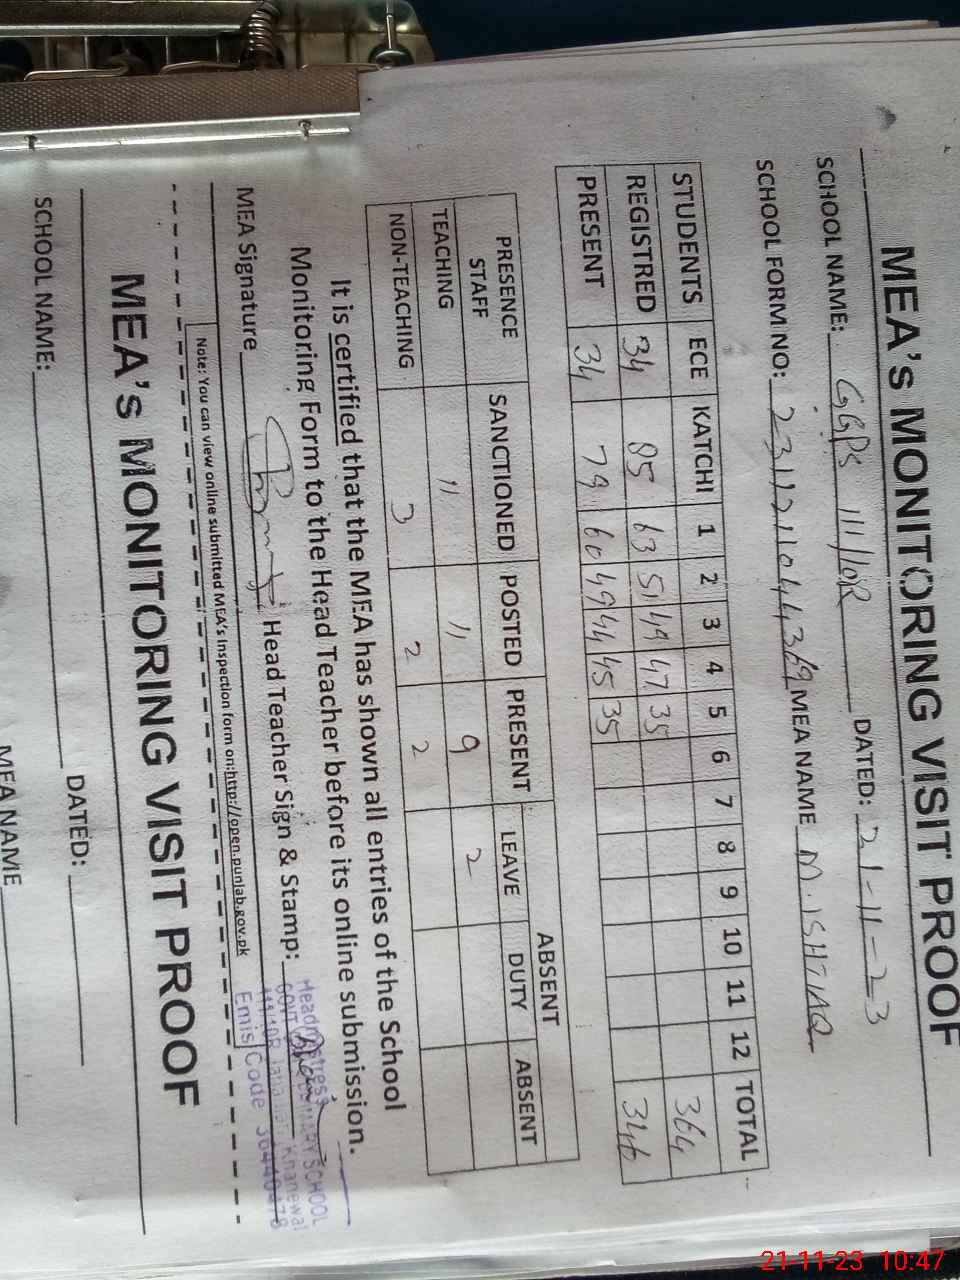 MEA's MONITORING VISIT PROOF
SCHOOL NAME: GGPS 111/10R DATED: 21-11-23
SCHOOL FORM NO: MEA NAME M. ISHTIAQ
STUDENTS ECE KATCHI 1 2 3 4 5 6 7 8 9 10 11 12 TOTAL
REGISTRED 34 85 63 51 49 47 35 364
PRESENT 34 79 60 49 44 45 35 346
PRESENCE STAFF SANCTIONED POSTED PRESENT ABSENT
LEAVE DUTY ABSENT
TEACHING 11 11 9 2
NON-TEACHING 3 2 2
It is certified that the MEA has shown all entries of the School
Monitoring Form to the Head Teacher before its online submission.
MEA Signature Head Teacher Sign & Stamp:
Headmistress
GOVT SCHOOL
111/10R Jahanian Khanewal
Emis Code 36440478
Note: You can view online submitted MEA's Inspection form on:http://open.punjab.gov.pk
MEA's MONITORING VISIT PROOF
SCHOOL NAME: DATED:
MEA NAME
21-11-23 10:47